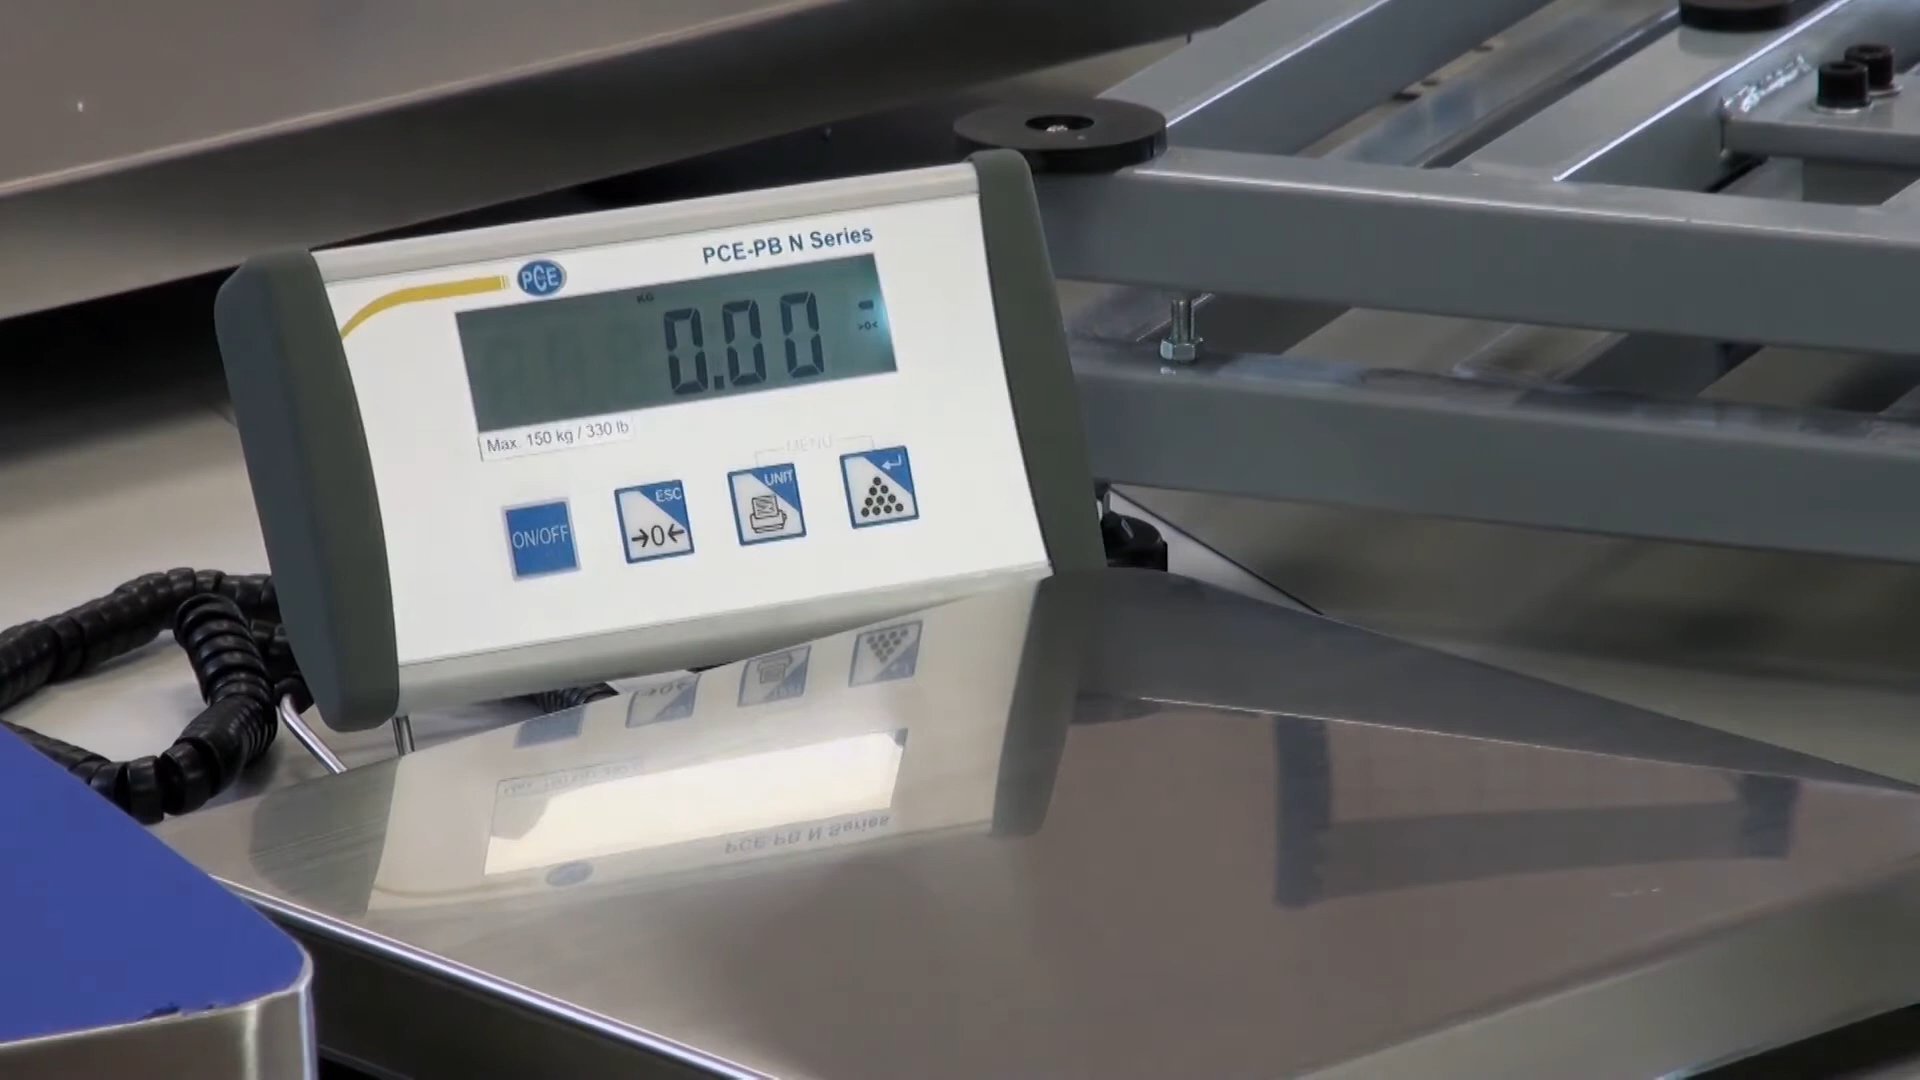 PCE-PB N Series
PCE
KG
0.00
>0<
Max. 150 kg / 330 lb
MENU
ON/OFF
ESC
→0←
UNIT
PCE-PB N Series